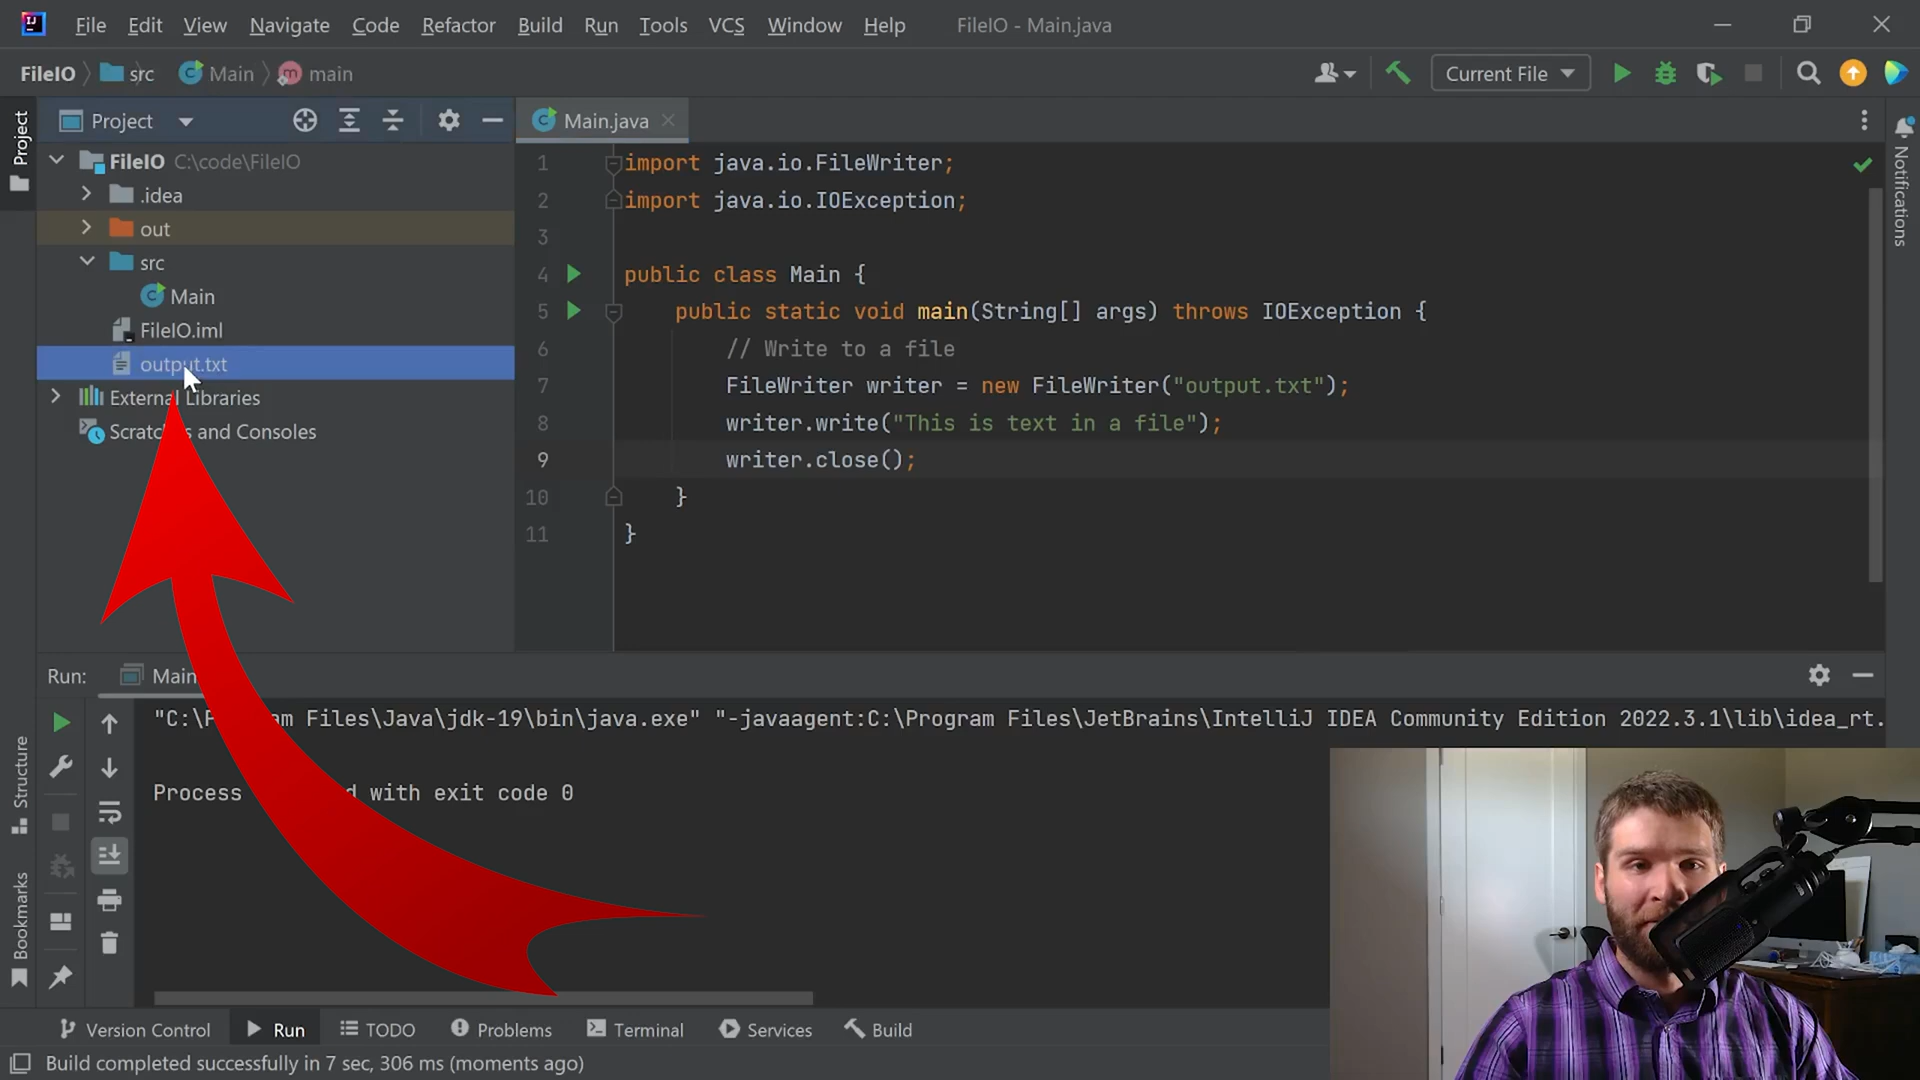 File Edit View Navigate Code Refactor Build Run Tools VCS Window Help FileIO - Main.java
FileIO src Main main Current File
Project
Project
FileIO C:\code\FileIO
.idea
out
src
Main
FileIO.iml
output.txt
External Libraries
Scratches and Consoles
Main.java
1 import java.io.FileWriter;
2 import java.io.IOException;
3
4 public class Main {
5 public static void main(String[] args) throws IOException {
6 // Write to a file
7 FileWriter writer = new FileWriter("output.txt");
8 writer.write("This is text in a file");
9 writer.close();
10 }
11 }
Notifications
Run: Main
"C:\Program Files\Java\jdk-19\bin\java.exe" "-javaagent:C:\Program Files\JetBrains\IntelliJ IDEA Community Edition 2022.3.1\lib\idea_rt.
Process with exit code 0
Structure
Bookmarks
Version Control Run TODO Problems Terminal Services Build
Build completed successfully in 7 sec, 306 ms (moments ago)